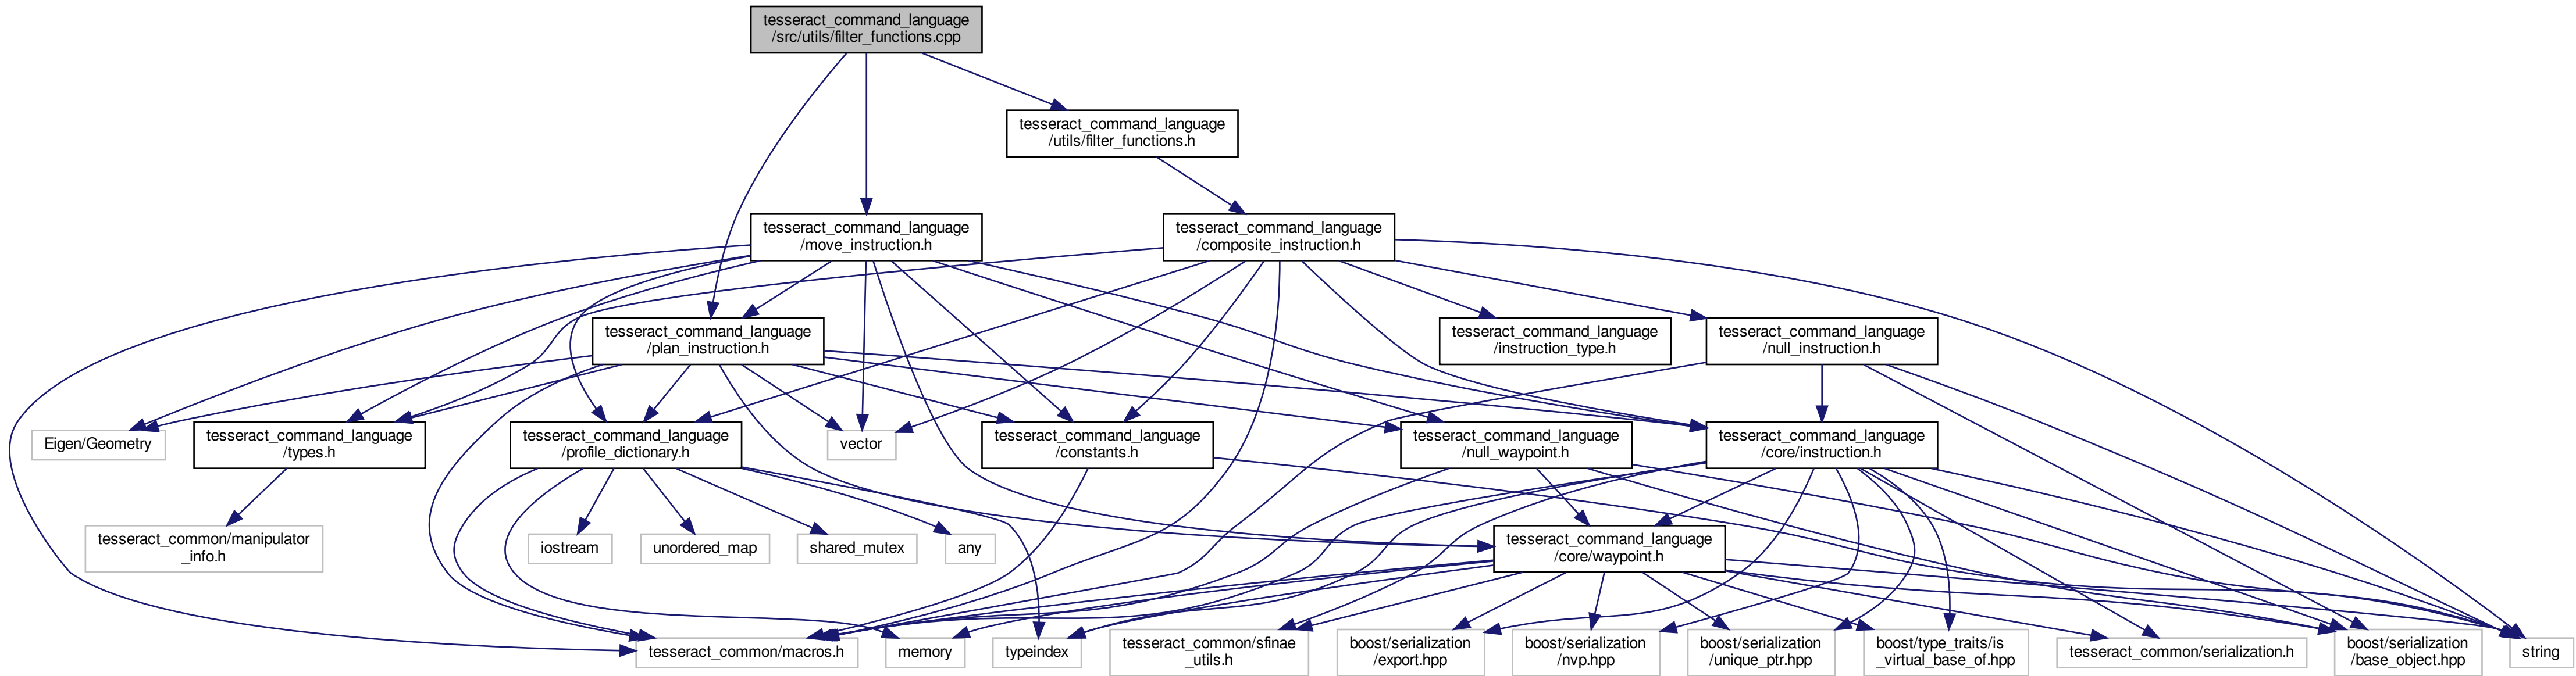 tesseract_command_language
/src/utils/filter_functions.cpp
tesseract_command_language
/utils/filter_functions.h
tesseract_command_language
/move_instruction.h
tesseract_command_language
/composite_instruction.h
tesseract_command_language
/plan_instruction.h
tesseract_command_language
/instruction_type.h
tesseract_command_language
/null_instruction.h
Eigen/Geometry
tesseract_command_language
/types.h
tesseract_command_language
/profile_dictionary.h
vector
tesseract_command_language
/constants.h
tesseract_command_language
/null_waypoint.h
tesseract_command_language
/core/instruction.h
tesseract_common/manipulator
_info.h
iostream
unordered_map
shared_mutex
any
tesseract_command_language
/core/waypoint.h
tesseract_common/macros.h
memory
typeindex
tesseract_common/sfinae
_utils.h
boost/serialization
/export.hpp
boost/serialization
/nvp.hpp
boost/serialization
/unique_ptr.hpp
boost/type_traits/is
_virtual_base_of.hpp
tesseract_common/serialization.h
boost/serialization
/base_object.hpp
string